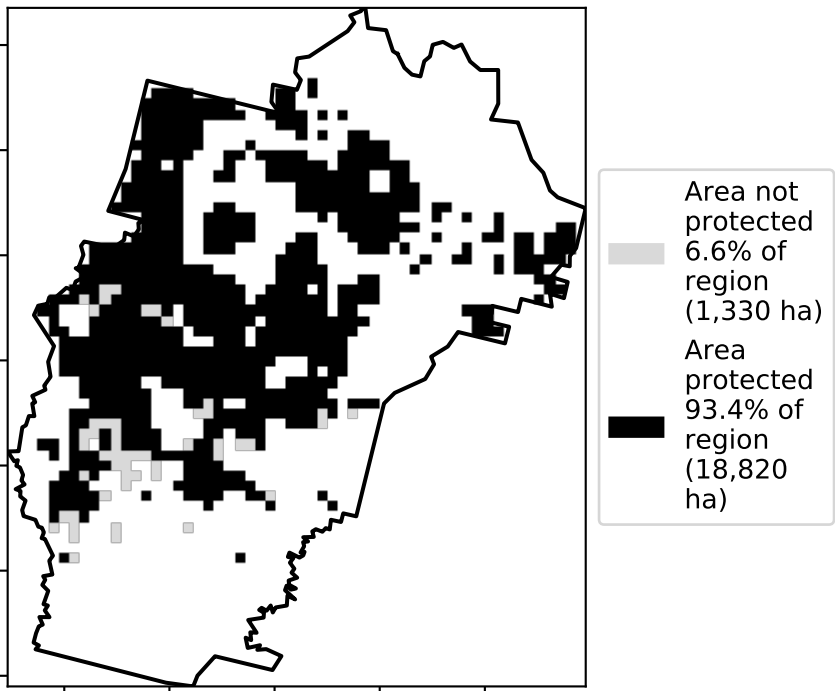 Area not
protected
6.6% of
region
(1,330 ha)
Area
protected
93.4% of
region
(18,820
ha)